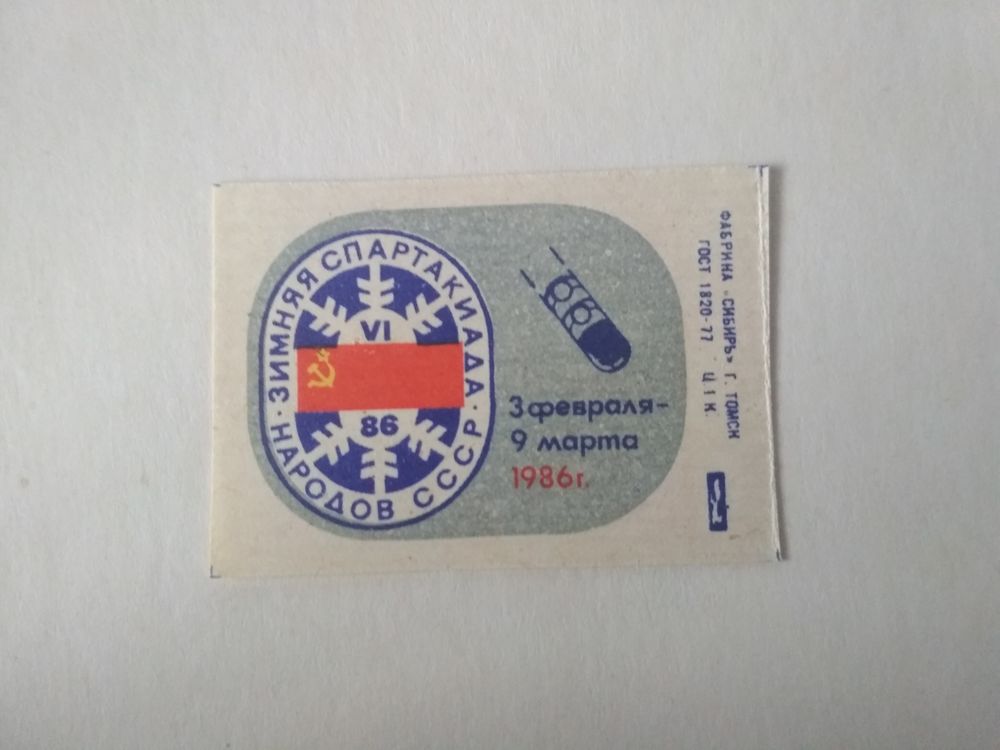 ЗИМНЯЯ СПАРТАКИАДА
НАРОДОВ СССР
VI
86
3 февраля-
9 марта
1986г.
ФАБРИКА «СИБИРЬ» Г. ТОМСК
ГОСТ 1820-77 Ц. 1 К.